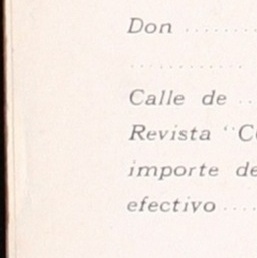 Don ..........
............
Calle de ..
Revista "C
importe de
efectivo ....